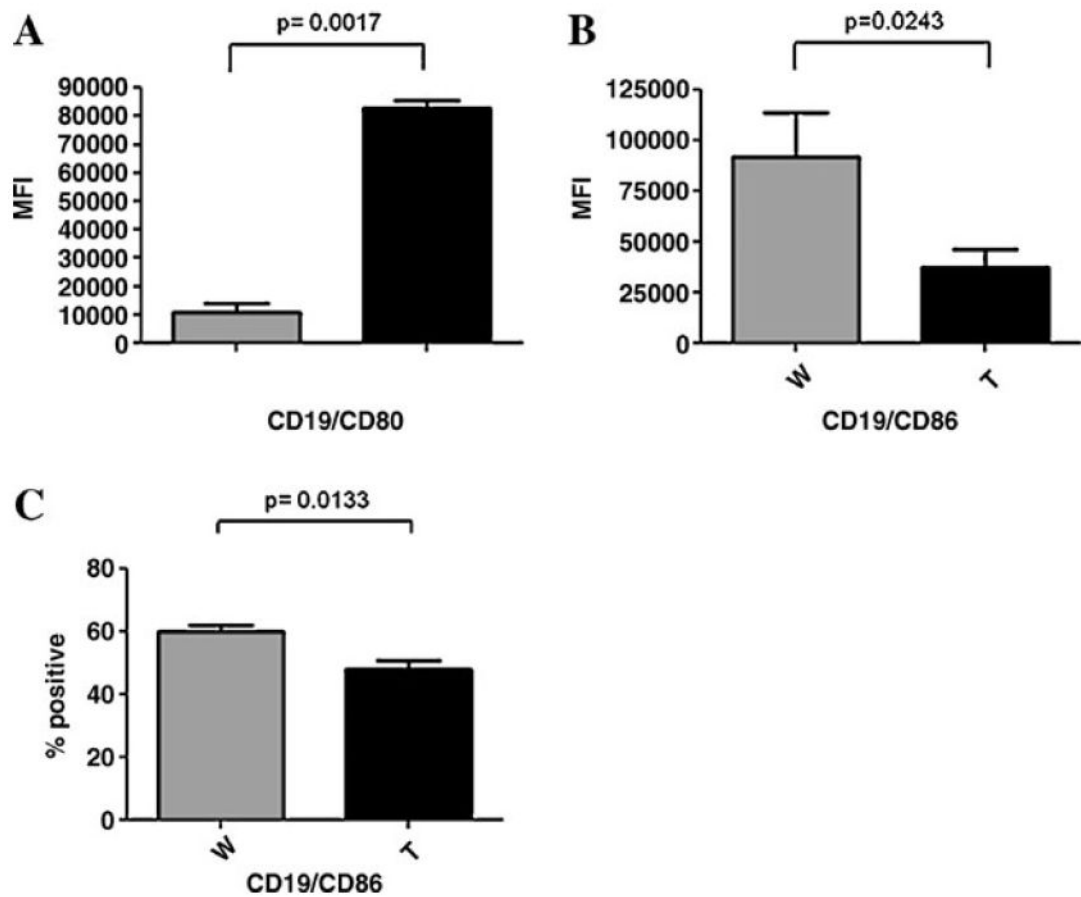 A
p= 0.0017
90000
80000
70000
60000
50000
40000
30000
20000
10000
0
MFI
CD19/CD80
B
p=0.0243
125000
100000
75000
50000
25000
0
MFI
W
T
CD19/CD86
C
p= 0.0133
80
60
40
20
0
% positive
W
T
CD19/CD86